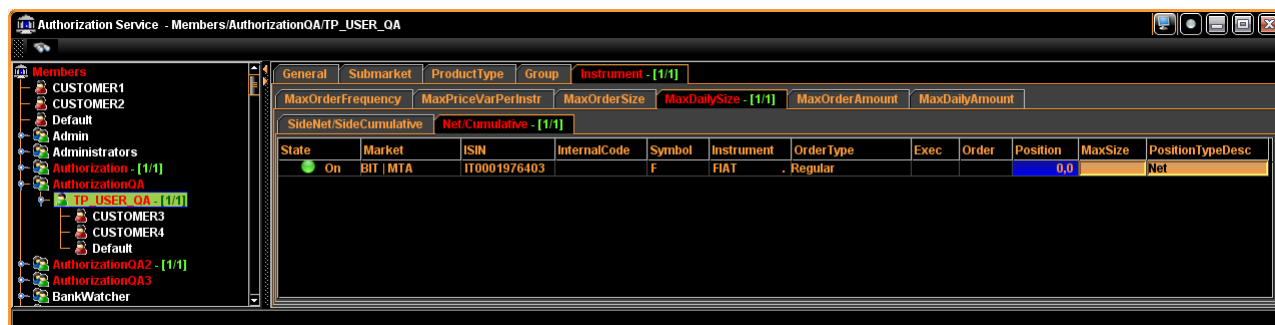 Authorization Service - Members/AuthorizationQA/TP_USER_QA
Members
CUSTOMER1
CUSTOMER2
Default
Admin
Administrators
Authorization - [1/1]
AuthorizationQA
TP_USER_QA - [1/1]
CUSTOMER3
CUSTOMER4
Default
AuthorizationQA2 - [1/1]
AuthorizationQA3
BankWatcher
General Submarket ProductType Group Instrument - [1/1]
MaxOrderFrequency MaxPriceVarPerInstr MaxOrderSize MaxDailySize - [1/1] MaxOrderAmount MaxDailyAmount
SideNet/SideCumulative Net/Cumulative - [1/1]
State Market ISIN InternalCode Symbol Instrument OrderType Exec Order Position MaxSize PositionTypeDesc
On BIT | MTA IT0001976403 F FIAT . Regular 0,0 Net